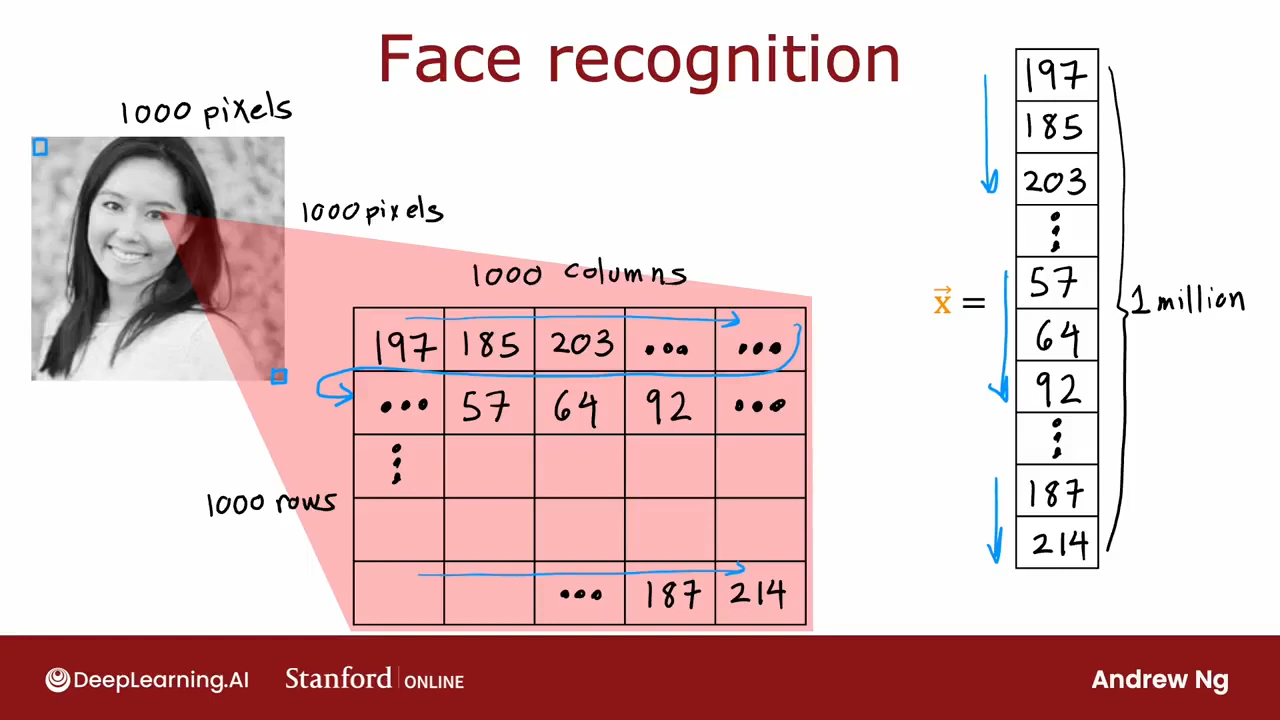 Face recognition
1000 pixels
1000 pixels
1000 columns
197 185 203 ... ...
... 57 64 92 ...
⋮
1000 rows
... 187 214
x⃗ =
197
185
203
⋮
57
64
92
⋮
187
214
1 million
DeepLearning.AI
Stanford | ONLINE
Andrew Ng